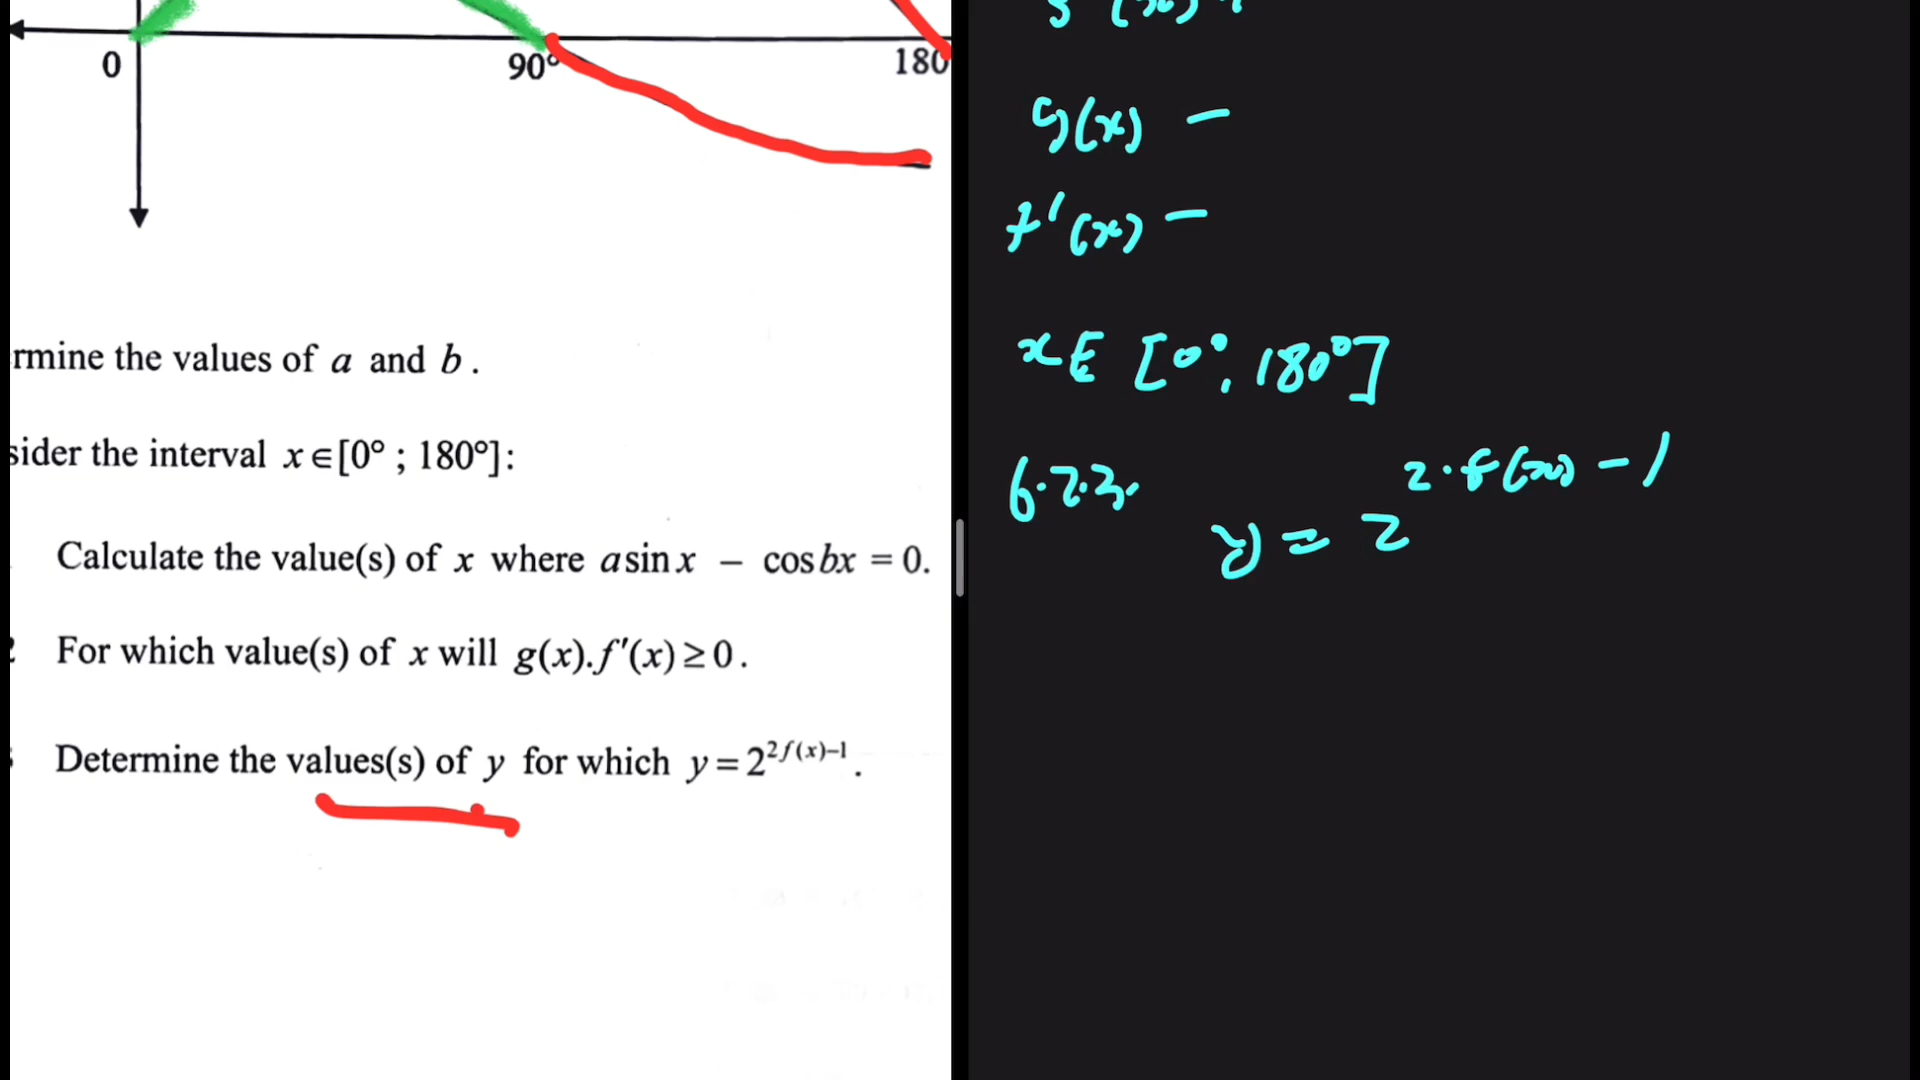 0
90°
180
rmine the values of a and b.
sider the interval x∈[0° ; 180°]:
Calculate the value(s) of x where a sin x − cos bx = 0.
For which value(s) of x will g(x).f′(x) ≥ 0.
Determine the values(s) of y for which y = 2^{2f(x)−1}.
g(x) −
f'(x) −
x∈ [0°; 180°]
6.2.3. y = 2^{2·f(x) − 1}